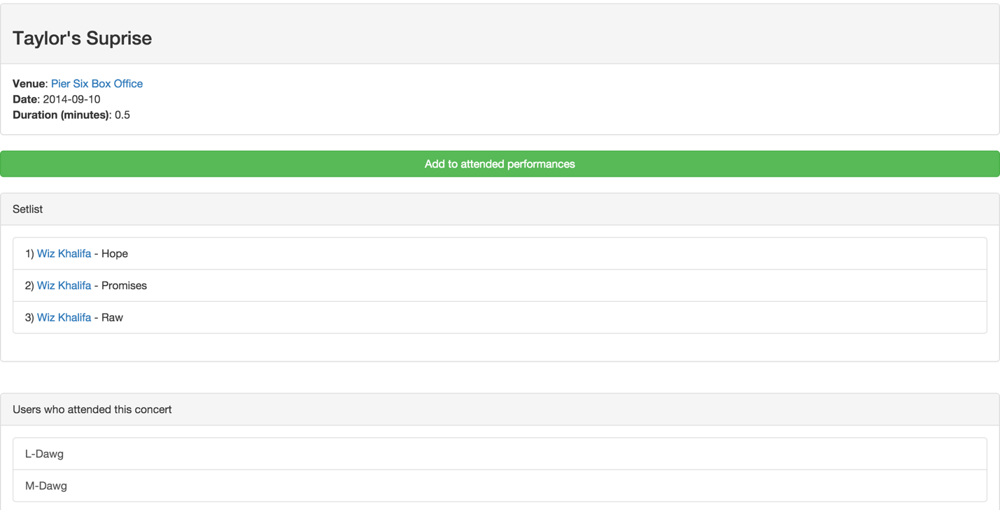 Taylor's Suprise
Venue: Pier Six Box Office
Date: 2014-09-10
Duration (minutes): 0.5
Add to attended performances
Setlist
1) Wiz Khalifa - Hope
2) Wiz Khalifa - Promises
3) Wiz Khalifa - Raw
Users who attended this concert
L-Dawg
M-Dawg